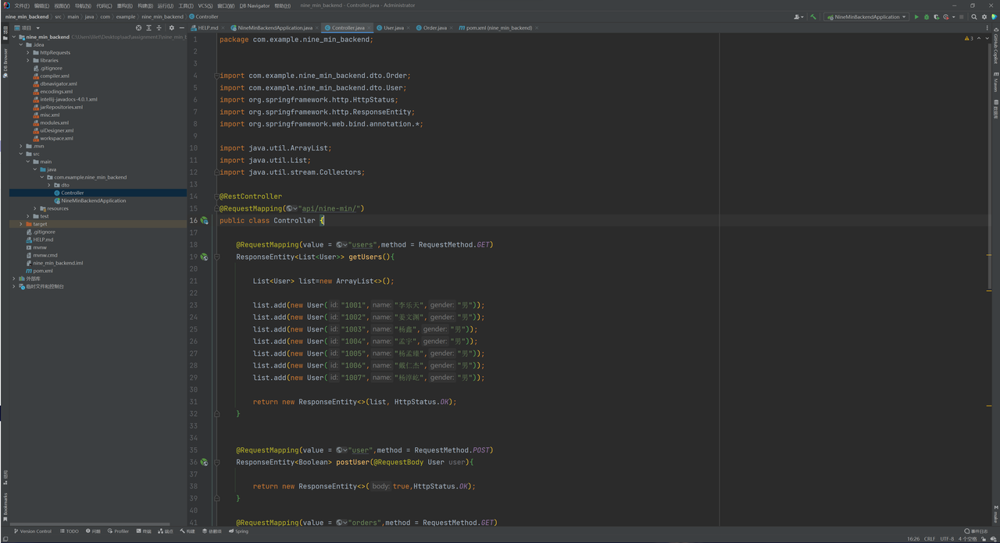 文件(F) 编辑(E) 视图(V) 导航(N) 代码(C) 重构(R) 构建(B) 运行(U) 工具(T) VCS(S) 窗口(W) DB Navigator 帮助(H) nine_min_backend - Controller.java - Administrator
nine_min_backend src main java com example nine_min_backend Controller
NineMinBackendApplication
项目
HELP.md NineMinBackendApplication.java Controller.java User.java Order.java pom.xml (nine_min_backend)
nine_min_backend
.idea
httpRequests
libraries
.gitignore
compiler.xml
dbnavigator.xml
encodings.xml
intellij-javadocs-4.0.1.xml
jarRepositories.xml
misc.xml
modules.xml
uiDesigner.xml
workspace.xml
.mvn
src
main
java
com.example.nine_min_backend
dto
Controller
NineMinBackendApplication
resources
test
target
.gitignore
HELP.md
mvnw
mvnw.cmd
nine_min_backend.iml
pom.xml
外部库
临时文件和控制台
DB Browser
结构
Bookmarks
1 package com.example.nine_min_backend;
2
3
4 import com.example.nine_min_backend.dto.Order;
5 import com.example.nine_min_backend.dto.User;
6 import org.springframework.http.HttpStatus;
7 import org.springframework.http.ResponseEntity;
8 import org.springframework.web.bind.annotation.*;
9
10 import java.util.ArrayList;
11 import java.util.List;
12 import java.util.stream.Collectors;
13
14 @RestController
15 @RequestMapping("api/nine-min/")
16 public class Controller {
17
18 @RequestMapping(value = "users",method = RequestMethod.GET)
19 ResponseEntity<List<User>> getUsers(){
20
21 List<User> list=new ArrayList<>();
22
23 list.add(new User( id: "1001", name: "李乐天", gender: "男"));
24 list.add(new User( id: "1002", name: "姜文渊", gender: "男"));
25 list.add(new User( id: "1003", name: "杨鑫", gender: "男"));
26 list.add(new User( id: "1004", name: "孟宇", gender: "男"));
27 list.add(new User( id: "1005", name: "杨孟臻", gender: "男"));
28 list.add(new User( id: "1006", name: "戴仁杰", gender: "男"));
29 list.add(new User( id: "1007", name: "杨淳屹", gender: "男"));
30
31 return new ResponseEntity<>(list, HttpStatus.OK);
32 }
33
34
35 @RequestMapping(value = "user",method = RequestMethod.POST)
36 ResponseEntity<Boolean> postUser(@RequestBody User user){
37
38 return new ResponseEntity<>( body: true,HttpStatus.OK);
39 }
40
41 @RequestMapping(value = "orders",method = RequestMethod.GET)
3
GitHub Copilot
Maven
数据库
make
Version Control TODO 问题 Profiler 终端 端点 构建 依赖项 Spring 事件日志
16:26 CRLF UTF-8 4 个空格